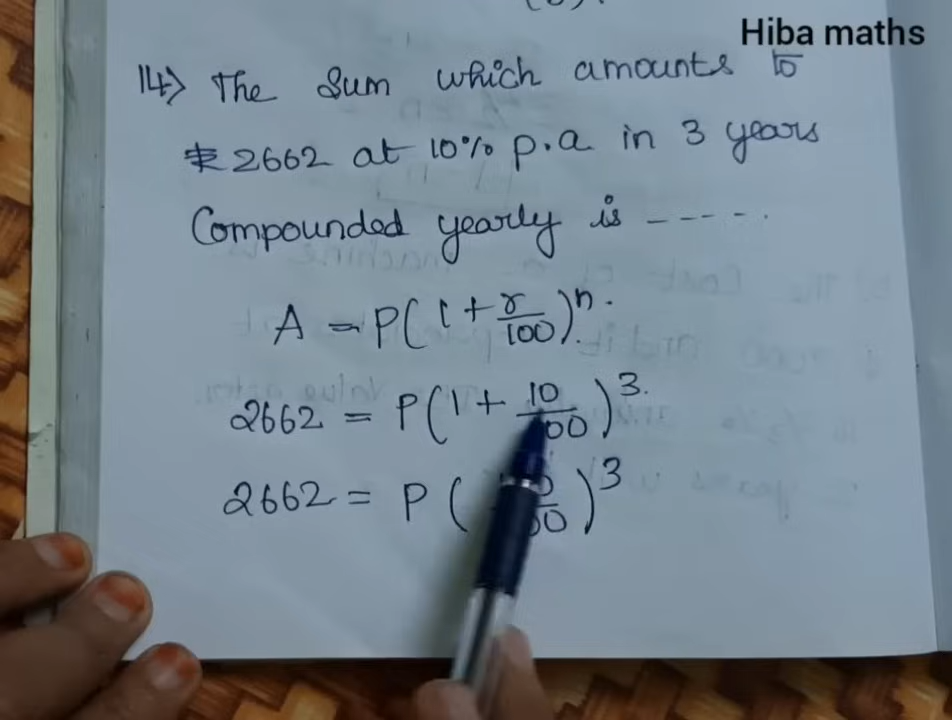 Hiba maths
14) The Sum which amounts to
₹2662 at 10% p.a in 3 years
Compounded yearly is -----.
A = P(1 + r/100)^n.
2662 = P(1 + 10/100)^3.
2662 = P ( )^3